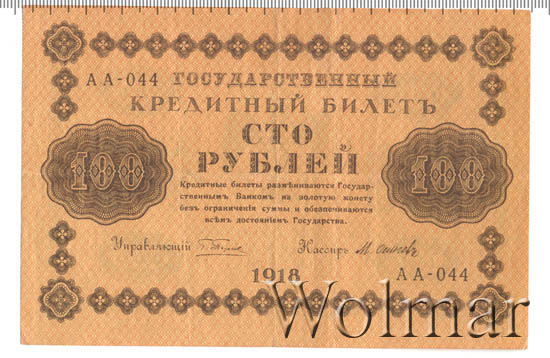 АА-044 ГОСУДАРСТВЕННЫЙ
КРЕДИТНЫЙ БИЛЕТЪ
СТО
РУБЛЕЙ
100 100
Кредитные билеты размѣниваются Государ-
ственнымъ Банкомъ на золотую монету
безъ ограниченія суммы и обезпечиваются
всѣмъ достояніемъ Государства.
Управляющій Кассиръ
1918
АА-044
Wolmar